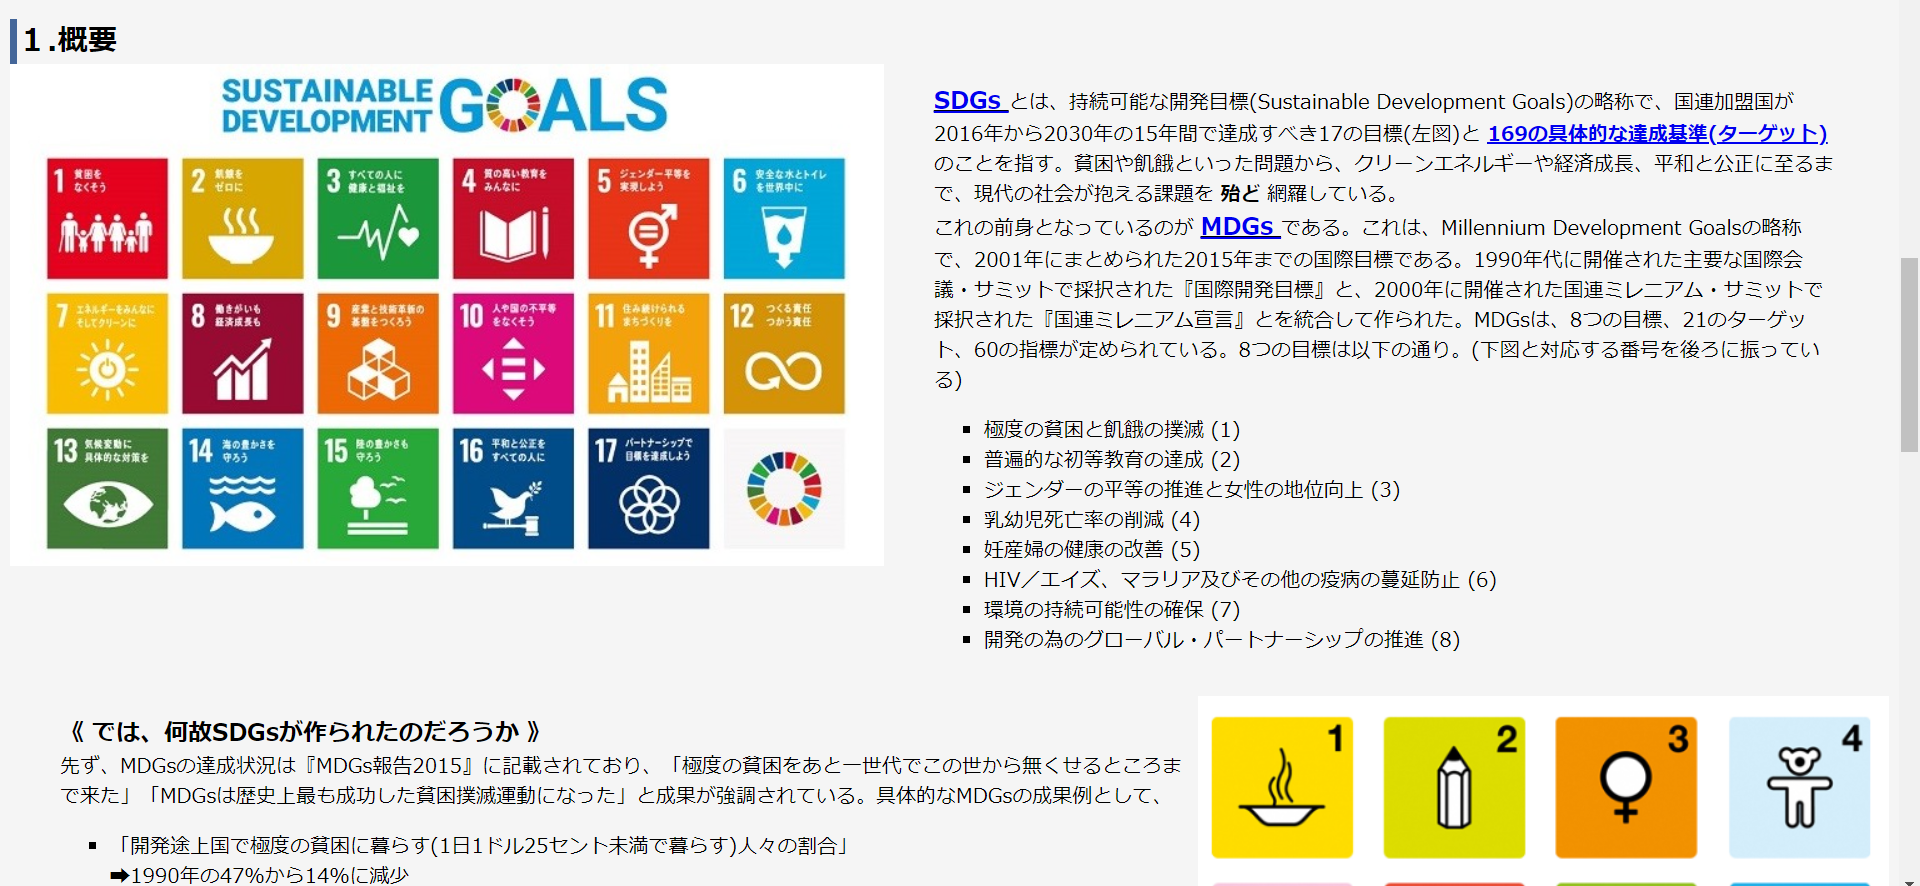 １.概要
SUSTAINABLE
DEVELOPMENT GOALS
1 貧困を
なくそう
2 飢餓を
ゼロに
3 すべての人に
健康と福祉を
4 質の高い教育を
みんなに
5 ジェンダー平等を
実現しよう
6 安全な水とトイレ
を世界中に
7 エネルギーをみんなに
そしてクリーンに
8 働きがいも
経済成長も
9 産業と技術革新の
基盤をつくろう
10 人や国の不平等
をなくそう
11 住み続けられる
まちづくりを
12 つくる責任
つかう責任
13 気候変動に
具体的な対策を
14 海の豊かさを
守ろう
15 陸の豊かさも
守ろう
16 平和と公正を
すべての人に
17 パートナーシップで
目標を達成しよう
SDGs とは、持続可能な開発目標(Sustainable Development Goals)の略称で、国連加盟国が
2016年から2030年の15年間で達成すべき17の目標(左図)と 169の具体的な達成基準(ターゲット)
のことを指す。貧困や飢餓といった問題から、クリーンエネルギーや経済成長、平和と公正に至るま
で、現代の社会が抱える課題を 殆ど 網羅している。
これの前身となっているのが MDGs である。これは、Millennium Development Goalsの略称
で、2001年にまとめられた2015年までの国際目標である。1990年代に開催された主要な国際会
議・サミットで採択された『国際開発目標』と、2000年に開催された国連ミレニアム・サミットで
採択された『国連ミレニアム宣言』とを統合して作られた。MDGsは、8つの目標、21のターゲッ
ト、60の指標が定められている。8つの目標は以下の通り。(下図と対応する番号を後ろに振ってい
る)
▪ 極度の貧困と飢餓の撲滅 (1)
▪ 普遍的な初等教育の達成 (2)
▪ ジェンダーの平等の推進と女性の地位向上 (3)
▪ 乳幼児死亡率の削減 (4)
▪ 妊産婦の健康の改善 (5)
▪ HIV／エイズ、マラリア及びその他の疫病の蔓延防止 (6)
▪ 環境の持続可能性の確保 (7)
▪ 開発の為のグローバル・パートナーシップの推進 (8)
《 では、何故SDGsが作られたのだろうか 》
先ず、MDGsの達成状況は『MDGs報告2015』に記載されており、「極度の貧困をあと一世代でこの世から無くせるところま
で来た」「MDGsは歴史上最も成功した貧困撲滅運動になった」と成果が強調されている。具体的なMDGsの成果例として、
▪ 「開発途上国で極度の貧困に暮らす(1日1ドル25セント未満で暮らす)人々の割合」
➡1990年の47%から14%に減少
1
2
3
4